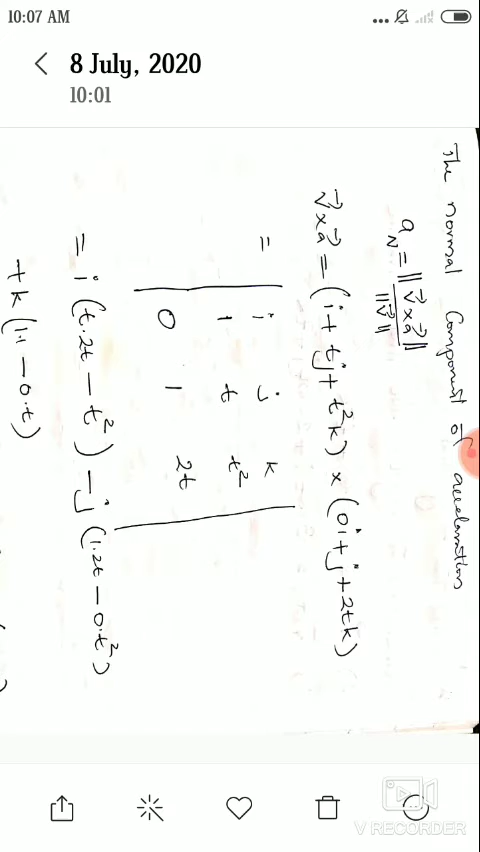 10:07 AM
8 July, 2020
10:01
The normal Component of accelaration
a_N = ||v⃗ x a⃗|| / ||v⃗||
v⃗ x a⃗ = (i + tj + t²k) x (0i + j + 2tk)
= | i j k
1 t t²
0 1 2t |
= i (t.2t - t²) - j (1.2t - 0.t²)
+ k (1.1 - 0.t)
V RECORDER